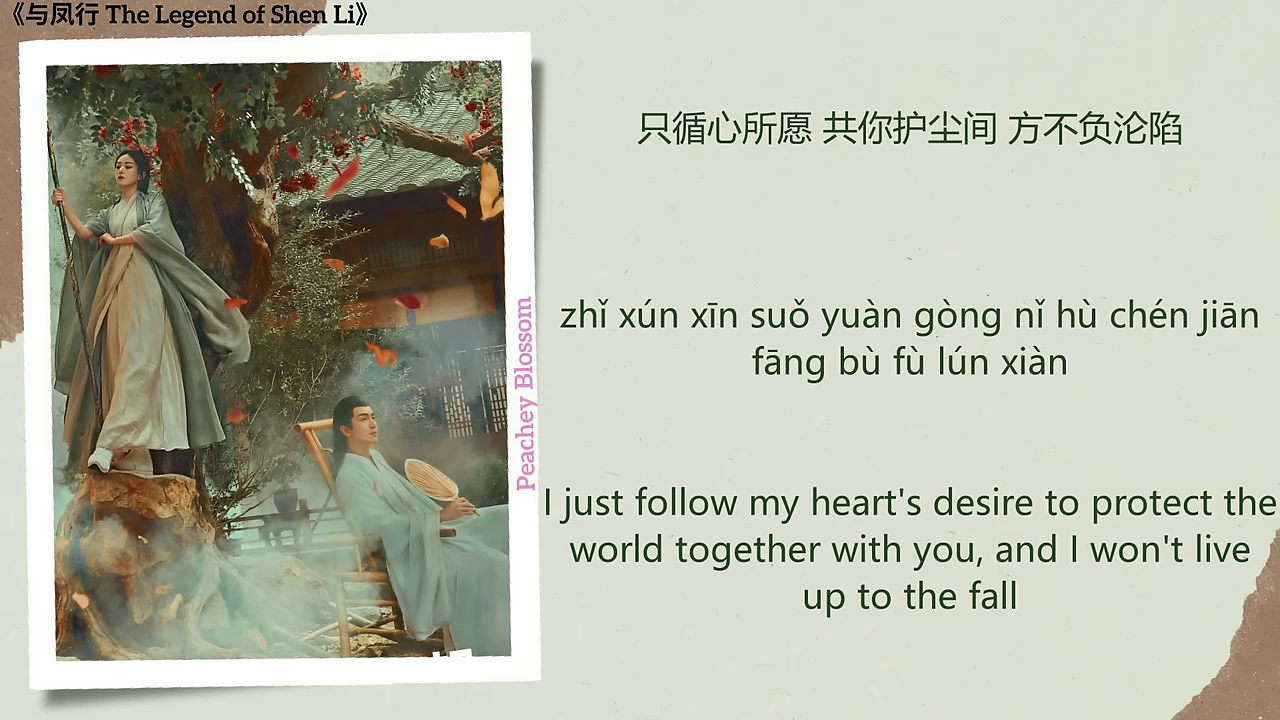 《与凤行 The Legend of Shen Li》
Peachey Blossom
只循心所愿 共你护尘间 方不负沦陷
zhǐ xún xīn suǒ yuàn gòng nǐ hù chén jiān
fāng bù fù lún xiàn
I just follow my heart's desire to protect the
world together with you, and I won't live
up to the fall